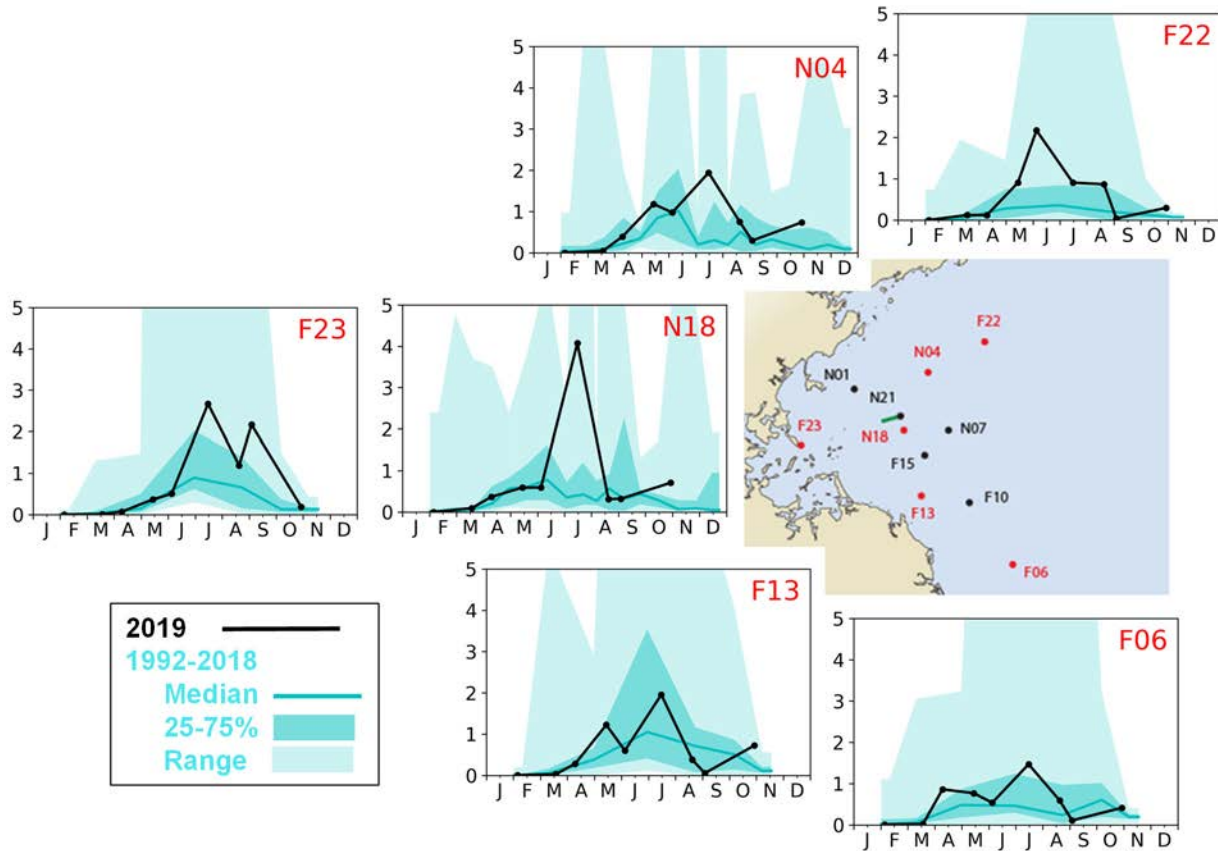 N04
5
4
3
2
1
0
J F M A M J J A S O N D
F22
5
4
3
2
1
0
J F M A M J J A S O N D
F23
5
4
3
2
1
0
J F M A M J J A S O N D
N18
5
4
3
2
1
0
J F M A M J J A S O N D
F22
N04
N01
N21
F23
N18
N07
F15
F13
F10
F06
F13
5
4
3
2
1
0
J F M A M J J A S O N D
F06
5
4
3
2
1
0
J F M A M J J A S O N D
2019
1992-2018
Median
25-75%
Range